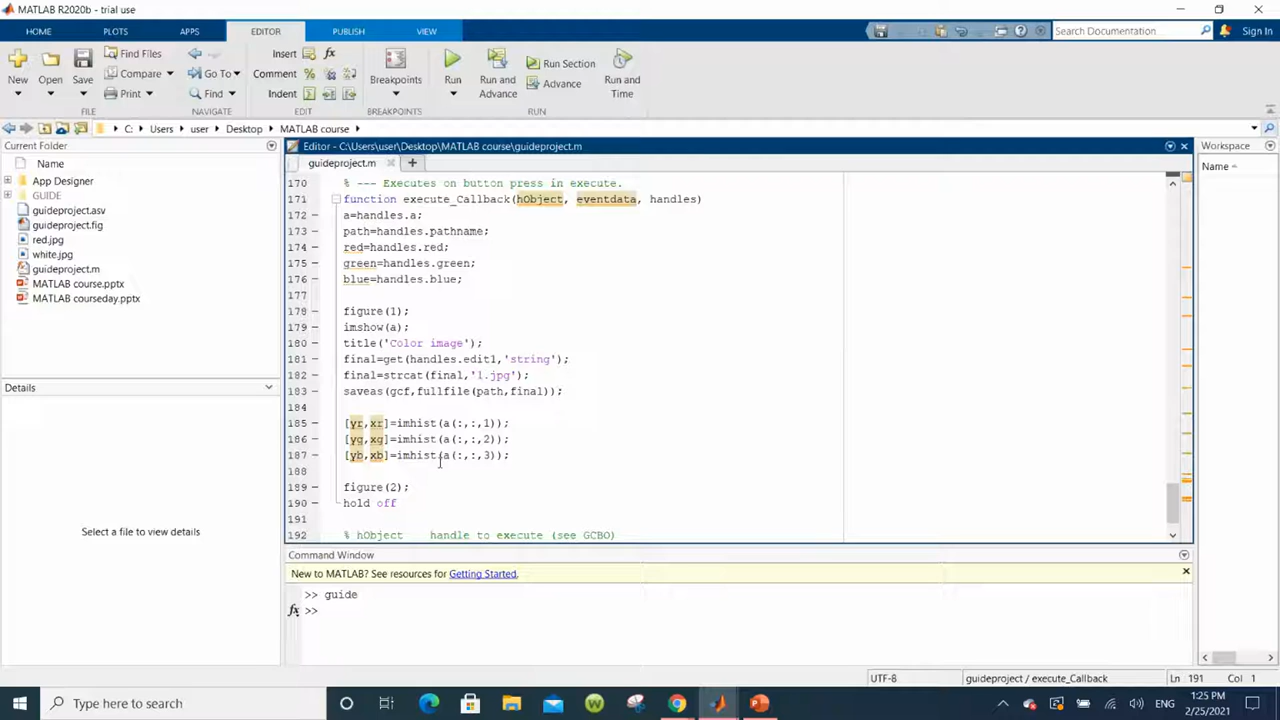 MATLAB R2020b - trial use
HOME PLOTS APPS EDITOR PUBLISH VIEW
Search Documentation
Sign In
New Open Save
Find Files
Compare
Print
Go To
Find
Insert
fx
Comment
Indent
Breakpoints
Run
Run and Advance
Run Section
Advance
Run and Time
FILE NAVIGATE EDIT BREAKPOINTS RUN
C: Users user Desktop MATLAB course
Current Folder
Name
App Designer
GUIDE
guideproject.asv
guideproject.fig
red.jpg
white.jpg
guideproject.m
MATLAB course.pptx
MATLAB courseday.pptx
Details
Select a file to view details
Editor - C:\Users\user\Desktop\MATLAB course\guideproject.m
guideproject.m
170 % --- Executes on button press in execute.
171 function execute_Callback(hObject, eventdata, handles)
172 – a=handles.a;
173 – path=handles.pathname;
174 – red=handles.red;
175 – green=handles.green;
176 – blue=handles.blue;
177
178 – figure(1);
179 – imshow(a);
180 – title('Color image');
181 – final=get(handles.edit1,'string');
182 – final=strcat(final,'1.jpg');
183 – saveas(gcf,fullfile(path,final));
184
185 – [yr,xr]=imhist(a(:,:,1));
186 – [yg,xg]=imhist(a(:,:,2));
187 – [yb,xb]=imhist(a(:,:,3));
188
189 – figure(2);
190 – hold off
191
192 % hObject    handle to execute (see GCBO)
Command Window
New to MATLAB? See resources for Getting Started.
>> guide
fx >>
Workspace
Name
UTF-8
guideproject / execute_Callback
Ln 191 Col 1
Type here to search
ENG
1:25 PM
2/25/2021